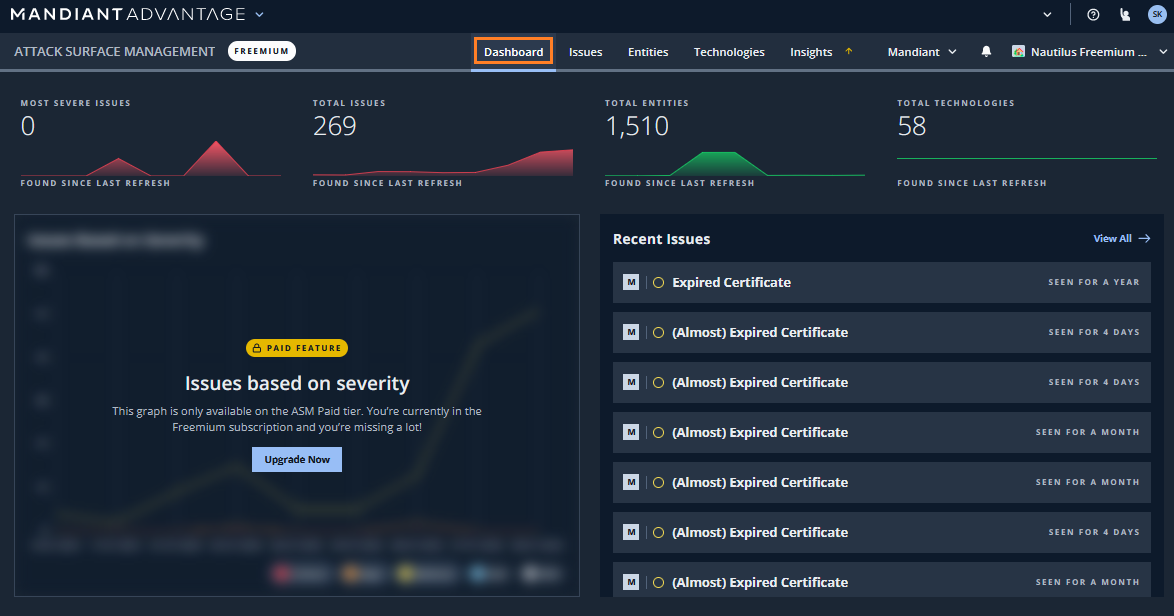 MANDIANT ADVANTAGE
SK
ATTACK SURFACE MANAGEMENT
FREEMIUM
Dashboard
Issues
Entities
Technologies
Insights
Mandiant
Nautilus Freemium ...
MOST SEVERE ISSUES
0
FOUND SINCE LAST REFRESH
TOTAL ISSUES
269
FOUND SINCE LAST REFRESH
TOTAL ENTITIES
1,510
FOUND SINCE LAST REFRESH
TOTAL TECHNOLOGIES
58
FOUND SINCE LAST REFRESH
PAID FEATURE
Issues based on severity
This graph is only available on the ASM Paid tier. You're currently in the
Freemium subscription and you're missing a lot!
Upgrade Now
Recent Issues
View All
M Expired Certificate SEEN FOR A YEAR
M (Almost) Expired Certificate SEEN FOR 4 DAYS
M (Almost) Expired Certificate SEEN FOR 4 DAYS
M (Almost) Expired Certificate SEEN FOR A MONTH
M (Almost) Expired Certificate SEEN FOR A MONTH
M (Almost) Expired Certificate SEEN FOR 4 DAYS
M (Almost) Expired Certificate SEEN FOR A MONTH